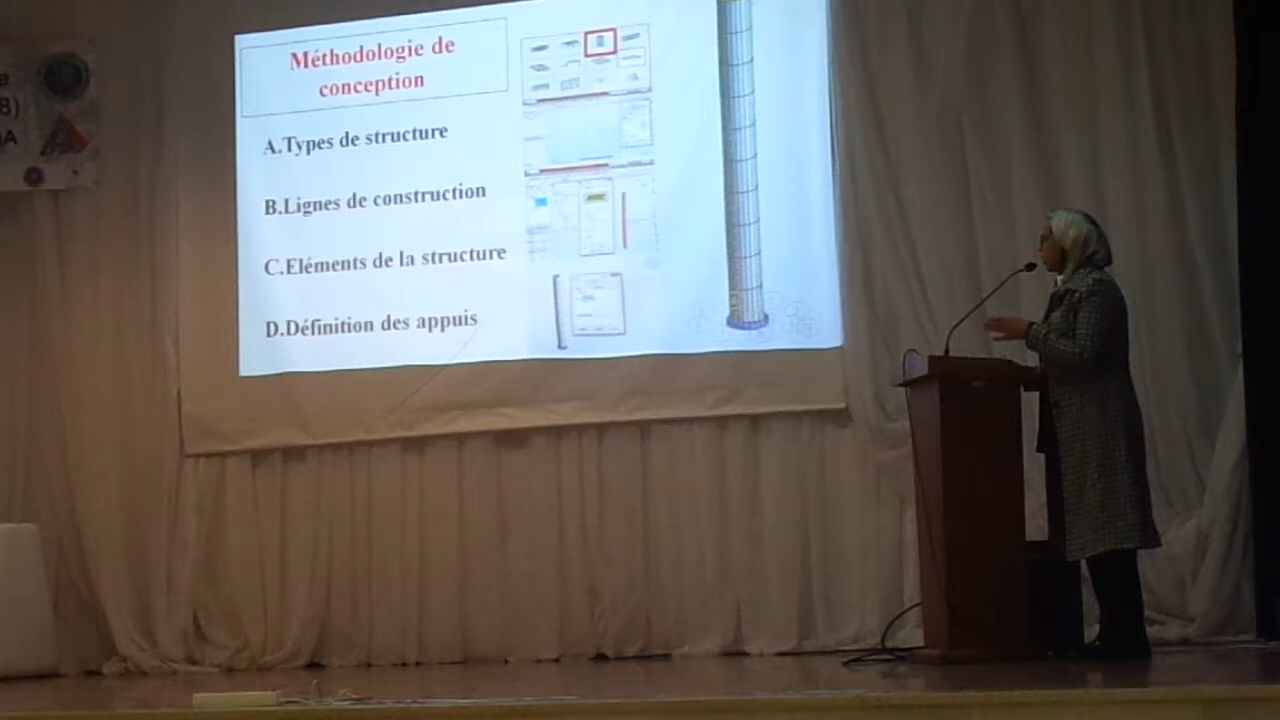 Méthodologie de
conception
A.Types de structure
B.Lignes de construction
C.Eléments de la structure
D.Définition des appuis